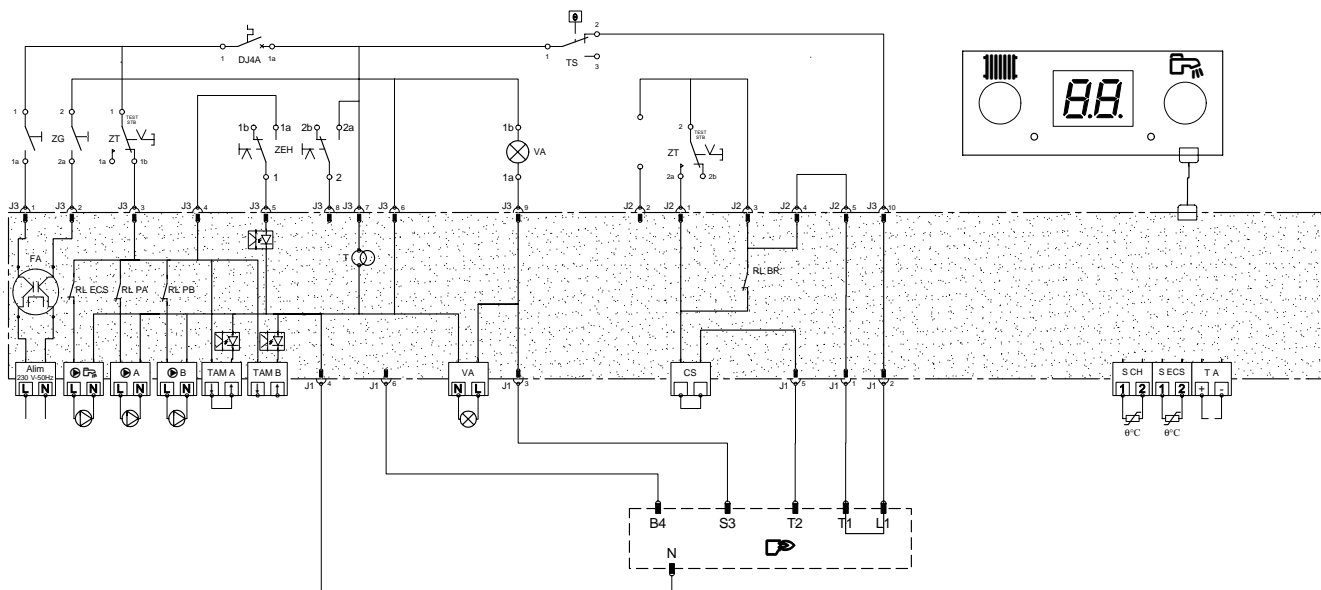 θ
2
1
DJ4A
1a
1
TS
3
88
1
1a
2
ZG
2a
1
TEST
STB
ZT
1a
1b
1b
1a
ZEH
1
2b
2a
2
1b
VA
1a
2
TEST
STB
ZT
2a
2b
J3 1
J3 2
J3 3
J3 4
J3 5
J3 8
J3 7
J3 6
J3 9
J2 2
J2 1
J2 3
J2 4
J2 5
J3 10
FA
T
RL BR
RL ECS
RL PA
RL PB
Alim
230 V-50Hz
L N
L N
A
L N
B
L N
TAM A
TAM B
J1 4
J1 6
VA
N L
J1 3
CS
J1 5
J1 1
J1 2
S CH
1 2
S ECS
1 2
T A
+ -
θ°C
θ°C
B4
S3
T2
T1
L1
N